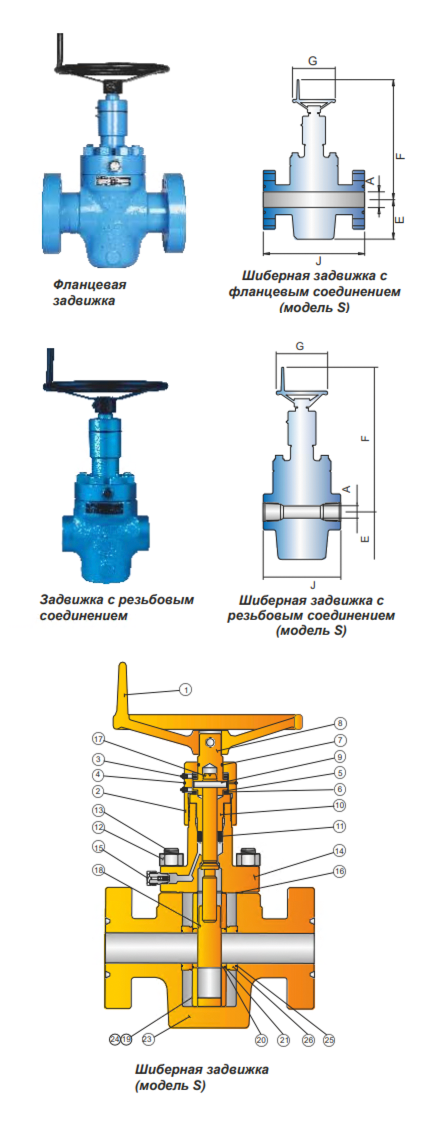 G
F
A
E
J
Фланцевая
задвижка
Шиберная задвижка с
фланцевым соединением
(модель S)
G
F
A
E
J
Задвижка с резьбовым
соединением
Шиберная задвижка с
резьбовым соединением
(модель S)
1
17
8
3
7
4
9
2
5
13
6
12
10
15
11
18
14
16
24 19 23 20 21 26 25
Шиберная задвижка
(модель S)